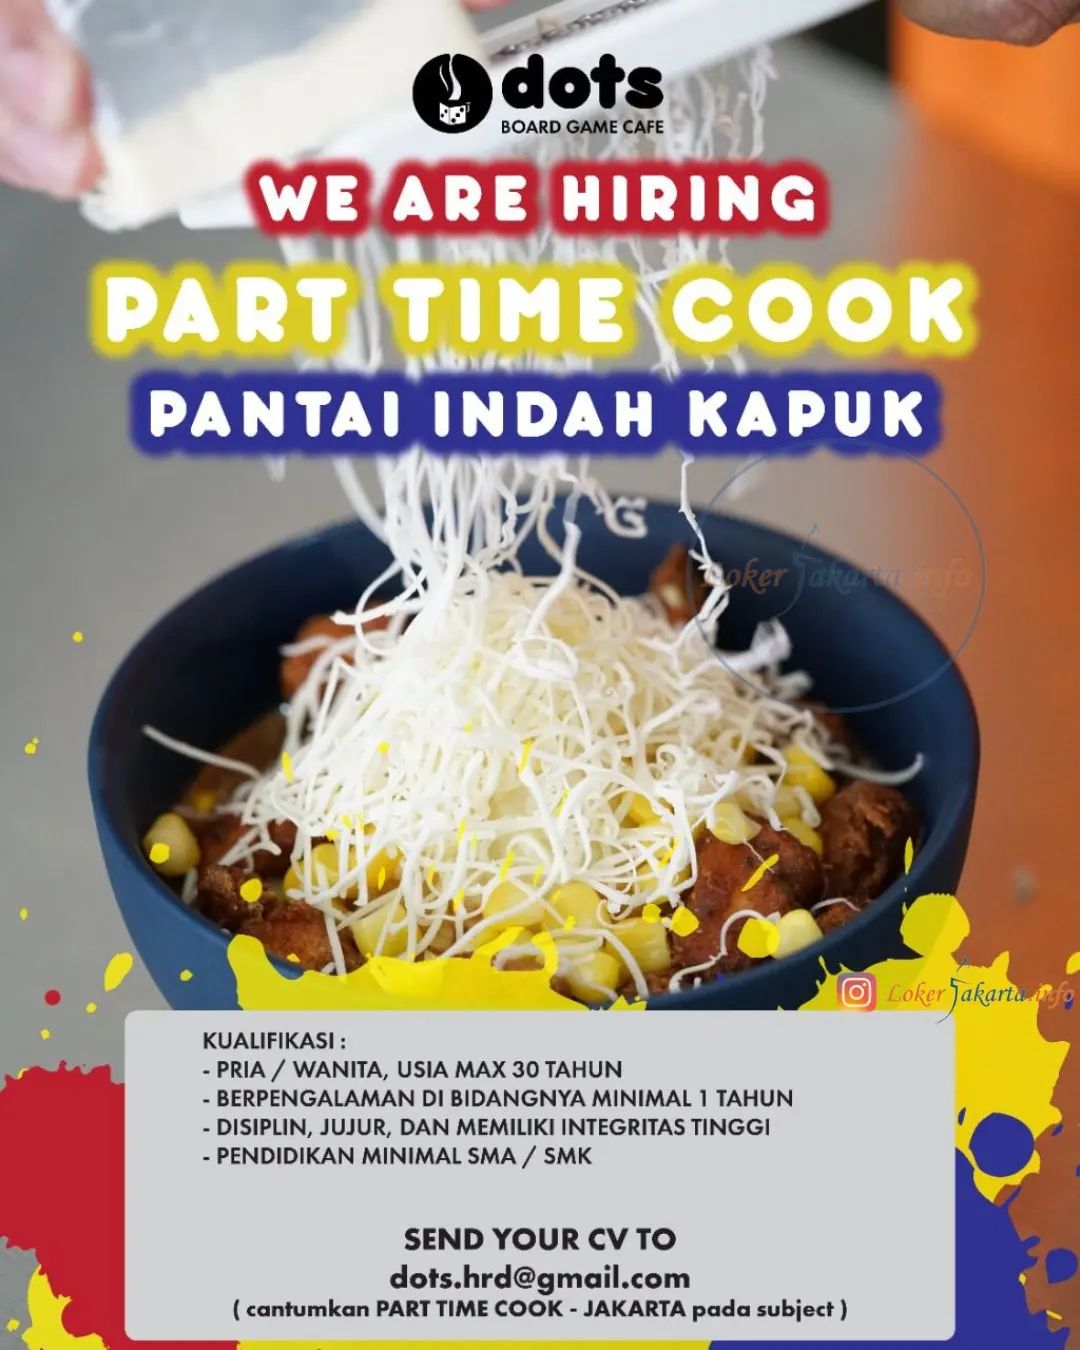 dots
BOARD GAME CAFE
WE ARE HIRING
PART TIME COOK
PANTAI INDAH KAPUK
G
Loker Jakarta.info
Loker Jakarta.info
KUALIFIKASI :
- PRIA / WANITA, USIA MAX 30 TAHUN
- BERPENGALAMAN DI BIDANGNYA MINIMAL 1 TAHUN
- DISIPLIN, JUJUR, DAN MEMILIKI INTEGRITAS TINGGI
- PENDIDIKAN MINIMAL SMA / SMK
SEND YOUR CV TO
dots.hrd@gmail.com
( cantumkan PART TIME COOK - JAKARTA pada subject )